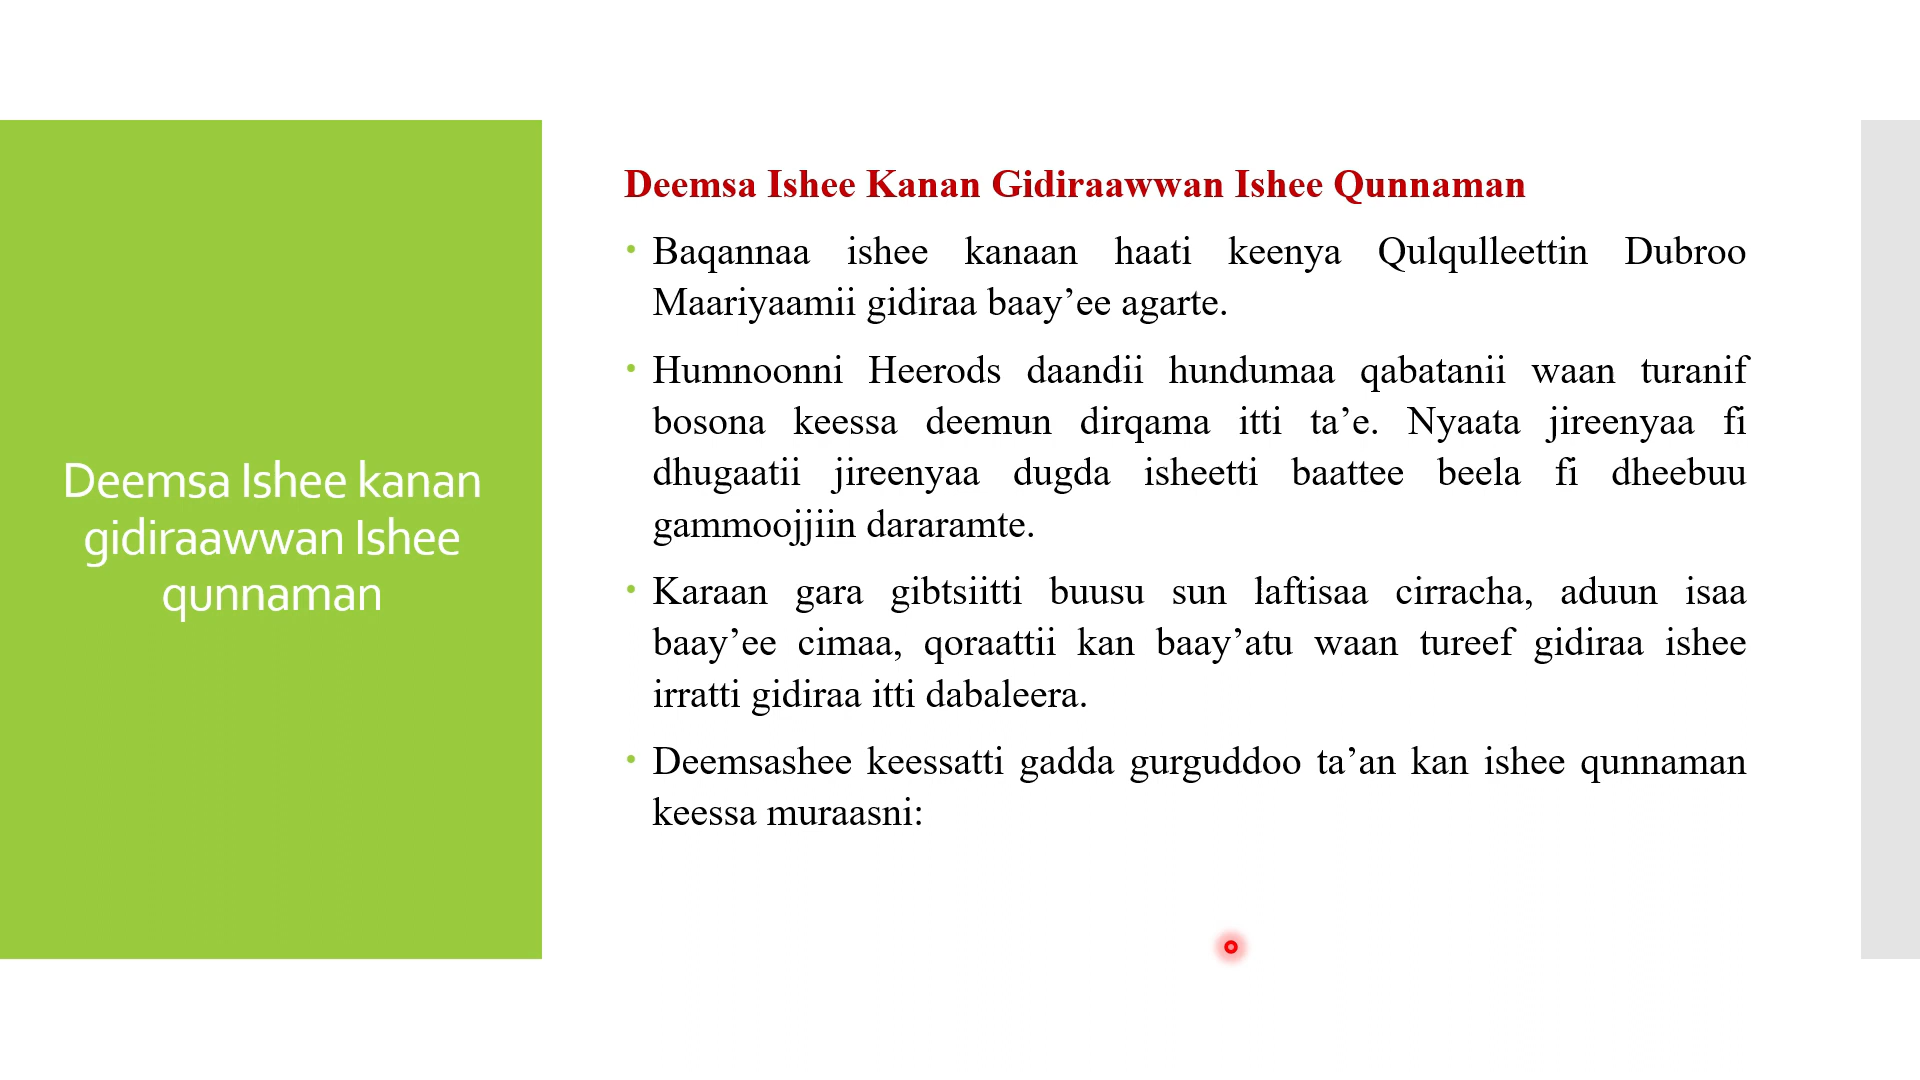 Deemsa Ishee kanan
gidiraawwan Ishee
qunnaman
Deemsa Ishee Kanan Gidiraawwan Ishee Qunnaman
• Baqannaa ishee kanaan haati keenya Qulqulleettin Dubroo
Maariyaamii gidiraa baay’ee agarte.
• Humnoonni Heerods daandii hundumaa qabatanii waan turanif
bosona keessa deemun dirqama itti ta’e. Nyaata jireenyaa fi
dhugaatii jireenyaa dugda isheetti baattee beela fi dheebuu
gammoojjiin dararamte.
• Karaan gara gibtsiitti buusu sun laftisaa cirracha, aduun isaa
baay’ee cimaa, qoraattii kan baay’atu waan tureef gidiraa ishee
irratti gidiraa itti dabaleera.
• Deemsashee keessatti gadda gurguddoo ta’an kan ishee qunnaman
keessa muraasni: